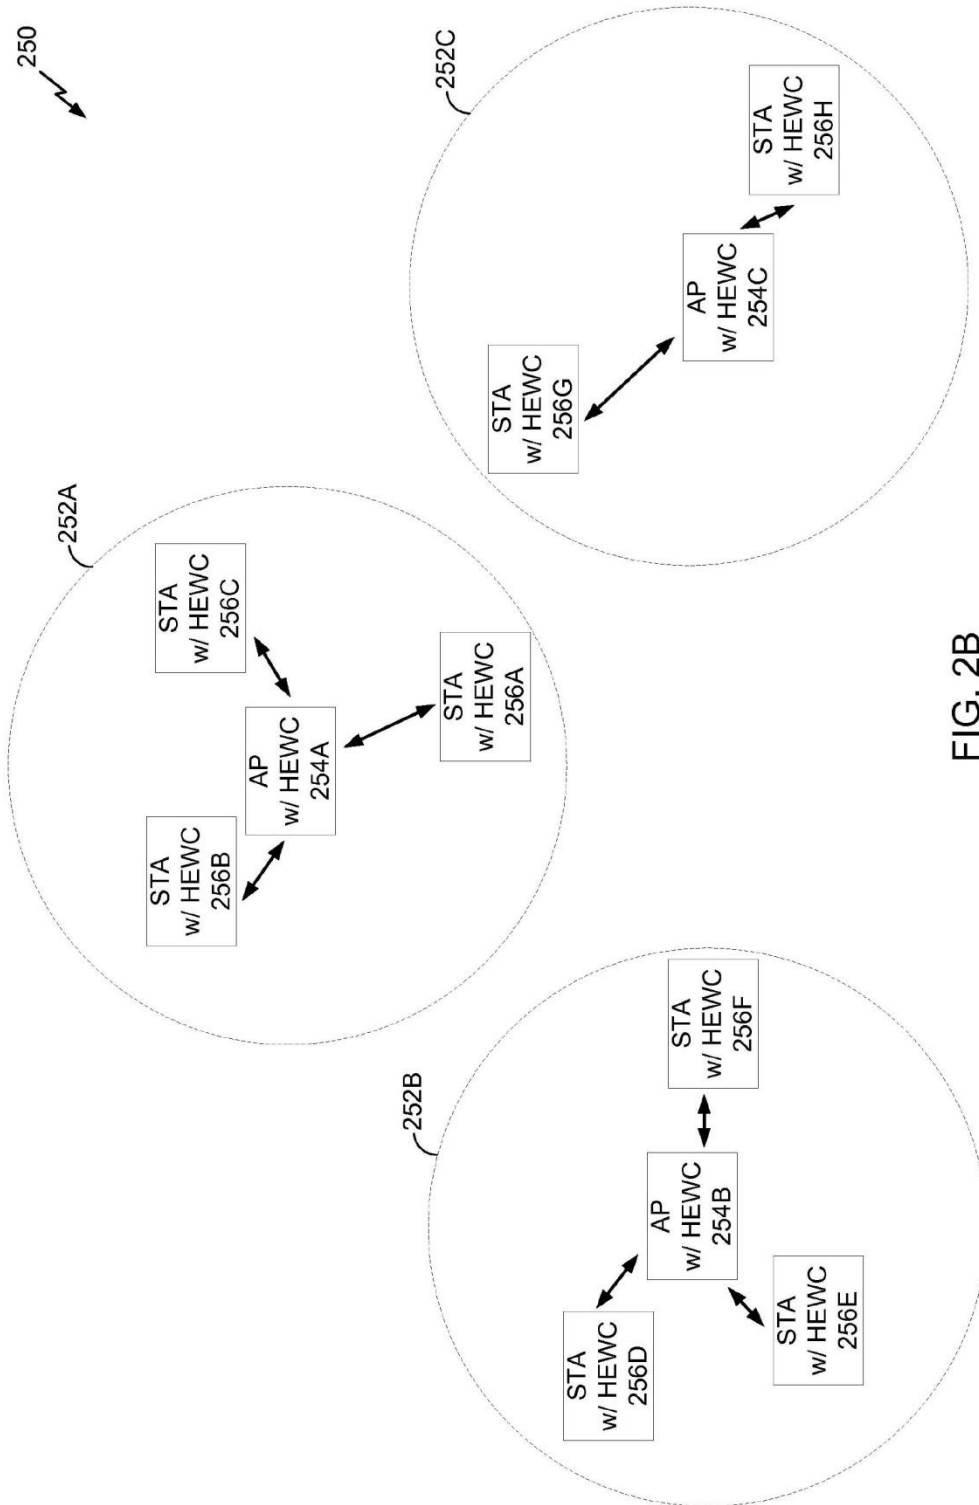 250
252A
STA
w/ HEWC
256B
STA
w/ HEWC
256C
AP
w/ HEWC
254A
STA
w/ HEWC
256A
252B
STA
w/ HEWC
256D
AP
w/ HEWC
254B
STA
w/ HEWC
256F
STA
w/ HEWC
256E
252C
STA
w/ HEWC
256G
AP
w/ HEWC
254C
STA
w/ HEWC
256H
FIG. 2B